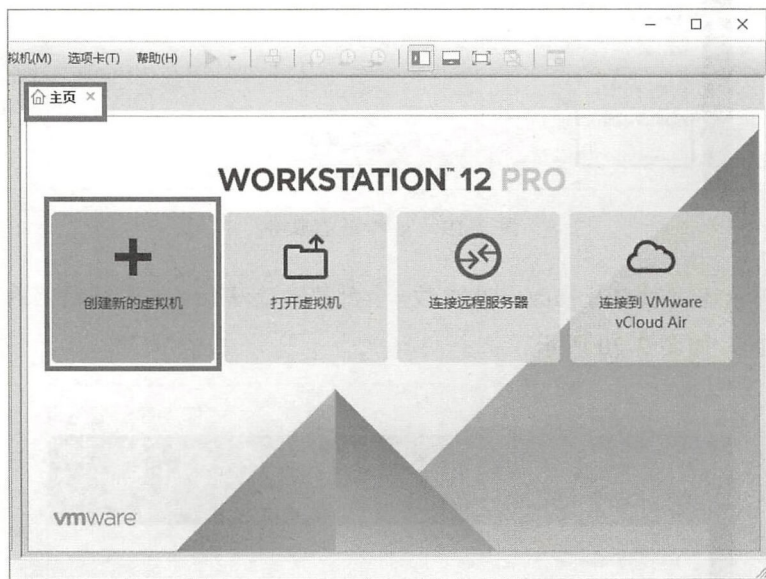 拟机(M) 选项卡(T) 帮助(H)
主页
WORKSTATION™ 12 PRO
创建新的虚拟机
打开虚拟机
连接远程服务器
连接到 VMware
vCloud Air
vmware